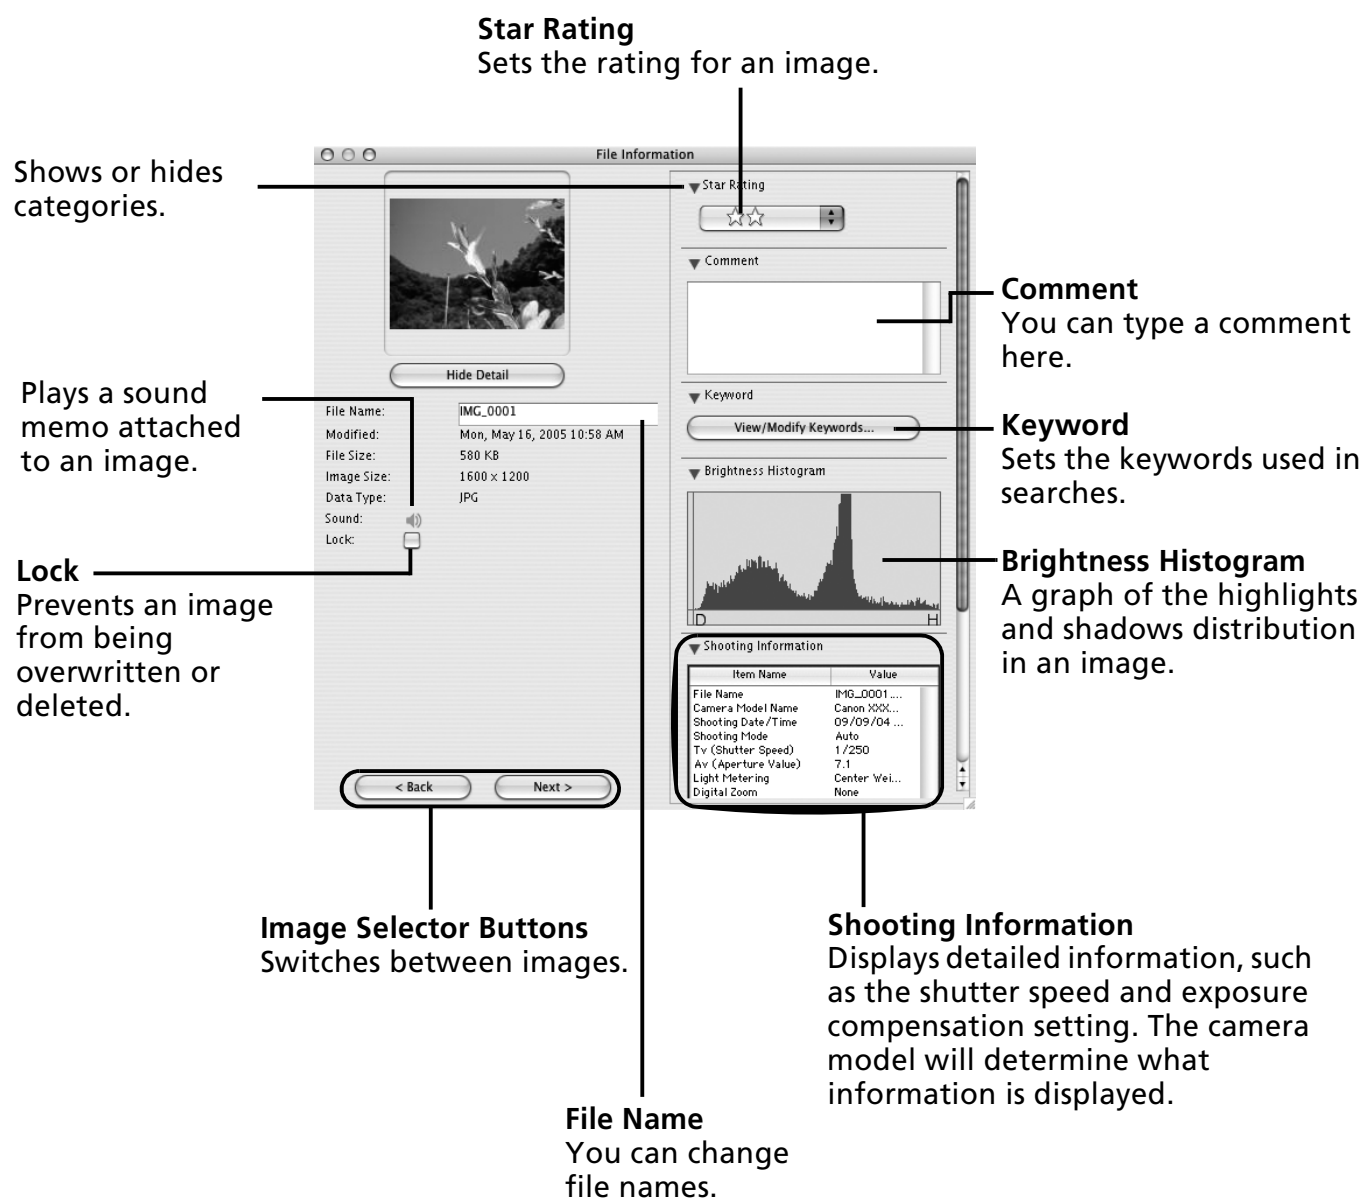 Star Rating
Sets the rating for an image.
Shows or hides
categories.
File Information
Star Rating
Comment
Comment
You can type a comment
here.
Hide Detail
Plays a sound
memo attached
to an image.
File Name: IMG_0001
Modified: Mon, May 16, 2005 10:58 AM
File Size: 580 KB
Image Size: 1600 x 1200
Data Type: JPG
Sound:
Lock:
Keyword
View/Modify Keywords...
Keyword
Sets the keywords used in
searches.
Brightness Histogram
D H
Brightness Histogram
A graph of the highlights
and shadows distribution
in an image.
Lock
Prevents an image
from being
overwritten or
deleted.
Shooting Information
Item Name Value
File Name IMG_0001....
Camera Model Name Canon XXX...
Shooting Date/Time 09/09/04 ...
Shooting Mode Auto
Tv (Shutter Speed) 1/250
Av (Aperture Value) 7.1
Light Metering Center Wei...
Digital Zoom None
< Back Next >
Image Selector Buttons
Switches between images.
Shooting Information
Displays detailed information, such
as the shutter speed and exposure
compensation setting. The camera
model will determine what
information is displayed.
File Name
You can change
file names.